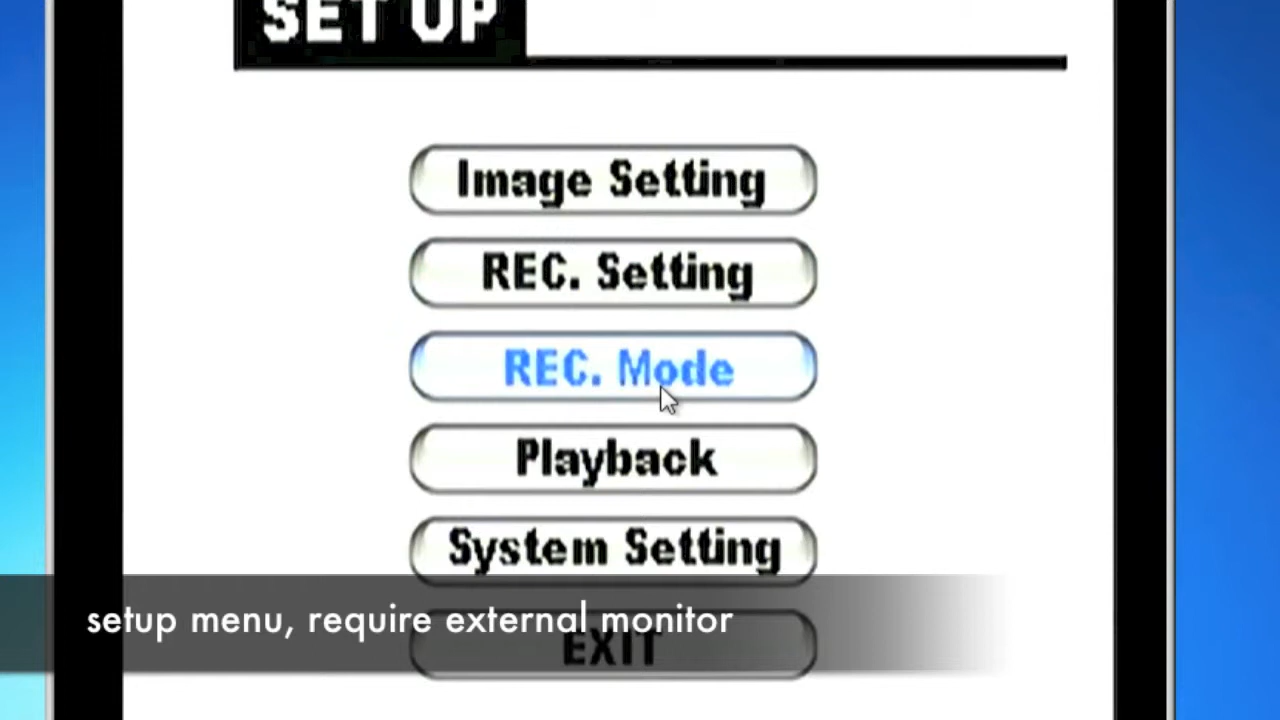 SET UP
Image Setting
REC. Setting
REC. Mode
Playback
System Setting
setup menu, require external monitor
EXIT